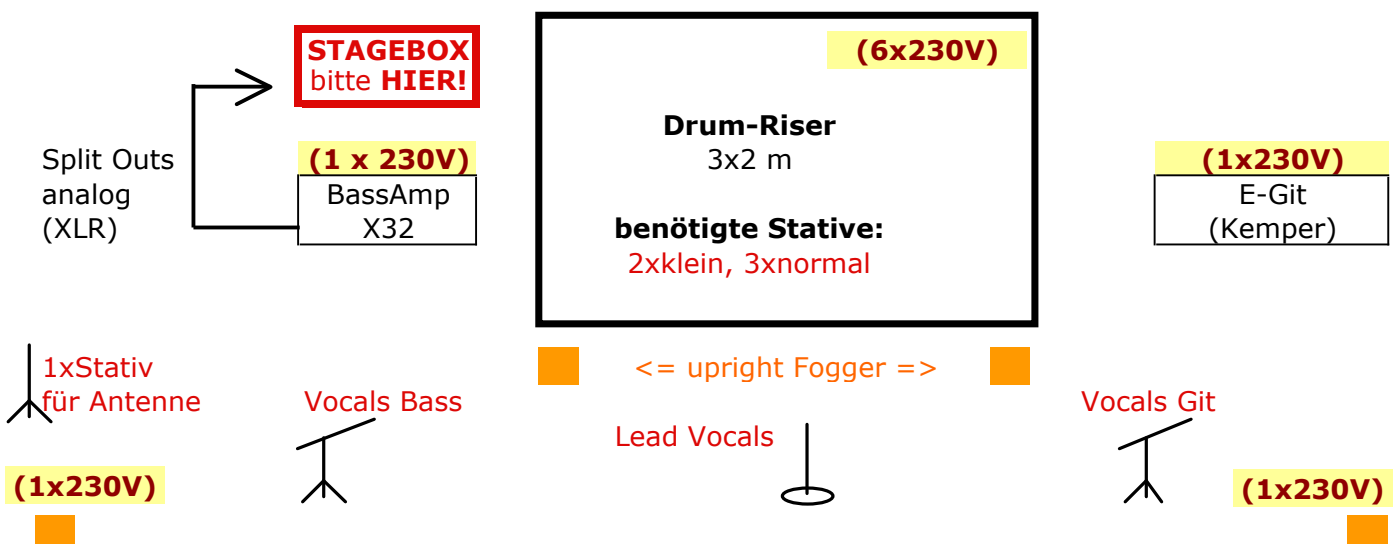 STAGEBOX
bitte HIER!
(6x230V)
Drum-Riser
3x2 m
Split Outs
analog
(XLR)
(1 x 230V)
BassAmp
X32
(1x230V)
E-Git
(Kemper)
benötigte Stative:
2xklein, 3xnormal
<= upright Fogger =>
1xStativ
für Antenne
Vocals Bass
Lead Vocals
Vocals Git
(1x230V)
(1x230V)